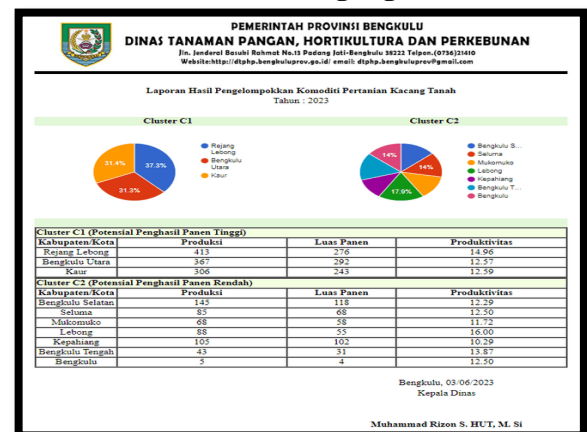 PEMERINTAH PROVINSI BENGKULU
DINAS TANAMAN PANGAN, HORTIKULTURA DAN PERKEBUNAN
Jln. Jenderal Basuki Rahmat No.13 Padang Jati-Bengkulu 38222 Telpon.(0736)21410
Website:http://dtphp.bengkuluprov.go.id/ email: dtphp.bengkuluprov@gmail.com
Laporan Hasil Pengelompokkan Komoditi Pertanian Kacang Tanah
Tahun : 2023
Cluster C1 Cluster C2
31.4% 37.3% 31.3%
Rejang Lebong
Bengkulu Utara
Kaur
14% 14% 17.9%
Bengkulu S...
Seluma
Mukomuko
Lebong
Kepahiang
Bengkulu T...
Bengkulu
Cluster C1 (Potensial Penghasil Panen Tinggi)
Kabupaten/Kota Produksi Luas Panen Produktivitas
Rejang Lebong 413 276 14.96
Bengkulu Utara 367 292 12.57
Kaur 306 243 12.59
Cluster C2 (Potensial Penghasil Panen Rendah)
Kabupaten/Kota Produksi Luas Panen Produktivitas
Bengkulu Selatan 145 118 12.29
Seluma 85 68 12.50
Mukomuko 68 58 11.72
Lebong 88 55 16.00
Kepahiang 105 102 10.29
Bengkulu Tengah 43 31 13.87
Bengkulu 5 4 12.50
Bengkulu, 03/06/2023
Kepala Dinas
Muhammad Rizon S. HUT, M. Si